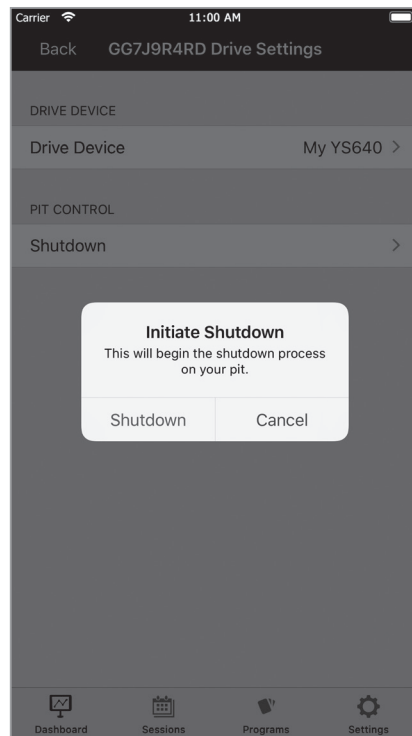 Carrier 11:00 AM
Back GG7J9R4RD Drive Settings
DRIVE DEVICE
Drive Device My YS640 >
PIT CONTROL
Shutdown >
Initiate Shutdown
This will begin the shutdown process
on your pit.
Shutdown Cancel
Dashboard Sessions Programs Settings